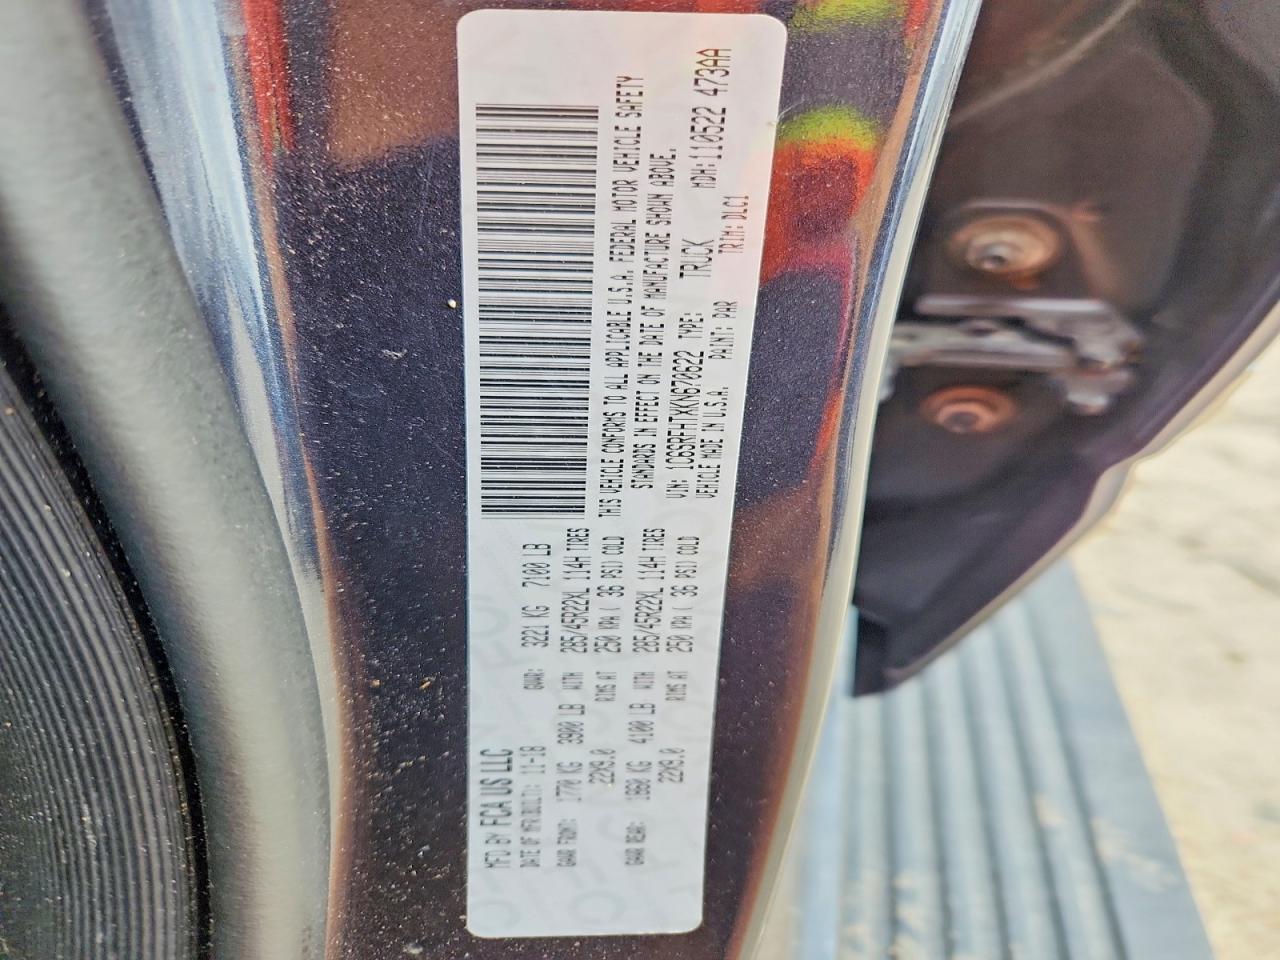 MFD BY FCA US LLC
DATE OF MFR/BUILT: 11-18 GVWR: 3221 KG 7100 LB
GAWR FRONT: 1770 KG 3900 LB WITH 285/45R22XL 114H TIRES
22X9.0 RIMS AT 250 KPA ( 36 PSI) COLD
GAWR REAR: 1860 KG 4100 LB WITH 285/45R22XL 114H TIRES
22X9.0 RIMS AT 250 KPA ( 36 PSI) COLD
THIS VEHICLE CONFORMS TO ALL APPLICABLE U.S.A. FEDERAL MOTOR VEHICLE SAFETY
STANDARDS IN EFFECT ON THE DATE OF MANUFACTURE SHOWN ABOVE.
VIN: 1C6SRFHTXKN670622 TYPE: TRUCK MDH:110522 473AA
VEHICLE MADE IN U.S.A. PAINT: PAR TRIM: DLC1